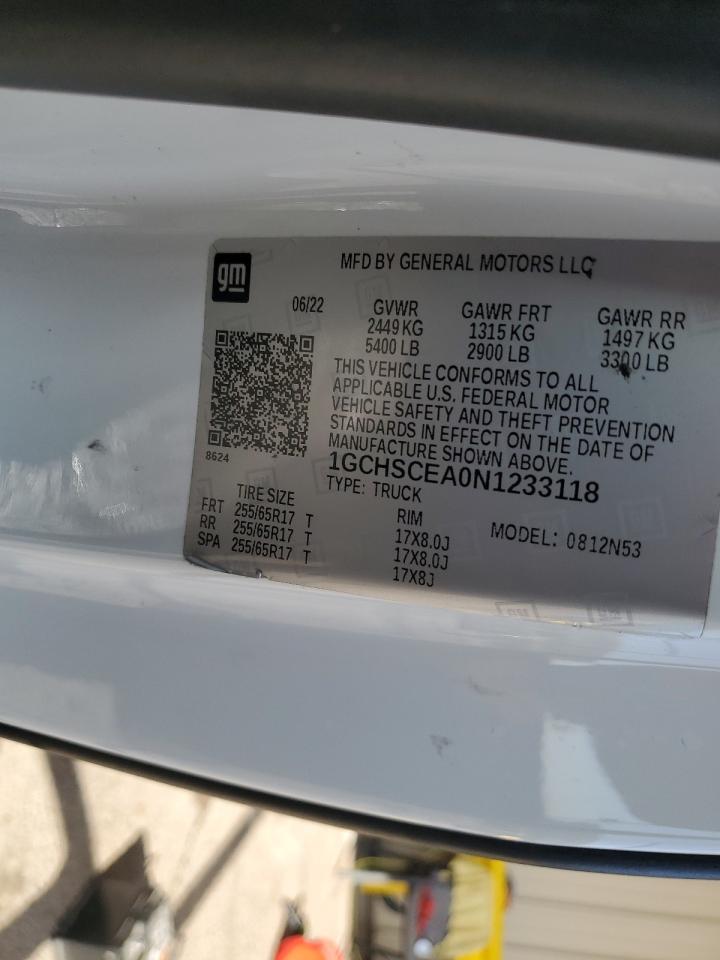 gm
MFD BY GENERAL MOTORS LLC
06/22 GVWR GAWR FRT GAWR RR
2449 KG 1315 KG 1497 KG
5400 LB 2900 LB 3300 LB
THIS VEHICLE CONFORMS TO ALL
APPLICABLE U.S. FEDERAL MOTOR
VEHICLE SAFETY AND THEFT PREVENTION
STANDARDS IN EFFECT ON THE DATE OF
MANUFACTURE SHOWN ABOVE.
8624
1GCHSCEA0N1233118
TYPE: TRUCK
TIRE SIZE RIM MODEL: 0812N53
FRT 255/65R17 T 17X8.0J
RR 255/65R17 T 17X8.0J
SPA 255/65R17 T 17X8J